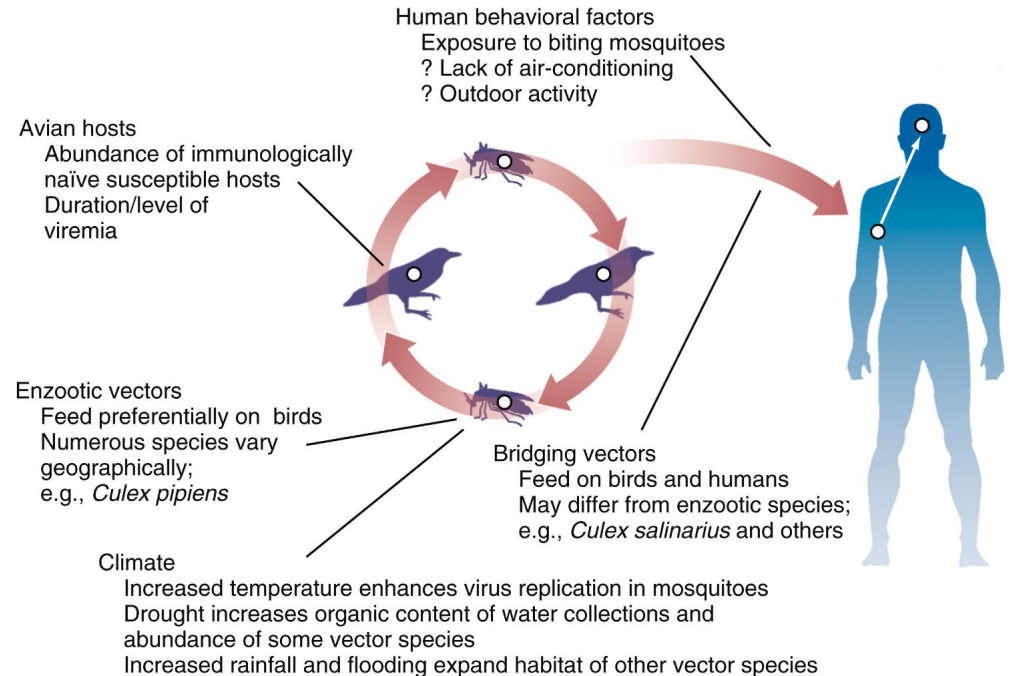 Human behavioral factors
Exposure to biting mosquitoes
? Lack of air-conditioning
? Outdoor activity
Avian hosts
Abundance of immunologically
naïve susceptible hosts
Duration/level of
viremia
Enzootic vectors
Feed preferentially on birds
Numerous species vary
geographically;
e.g., Culex pipiens
Bridging vectors
Feed on birds and humans
May differ from enzootic species;
e.g., Culex salinarius and others
Climate
Increased temperature enhances virus replication in mosquitoes
Drought increases organic content of water collections and
abundance of some vector species
Increased rainfall and flooding expand habitat of other vector species